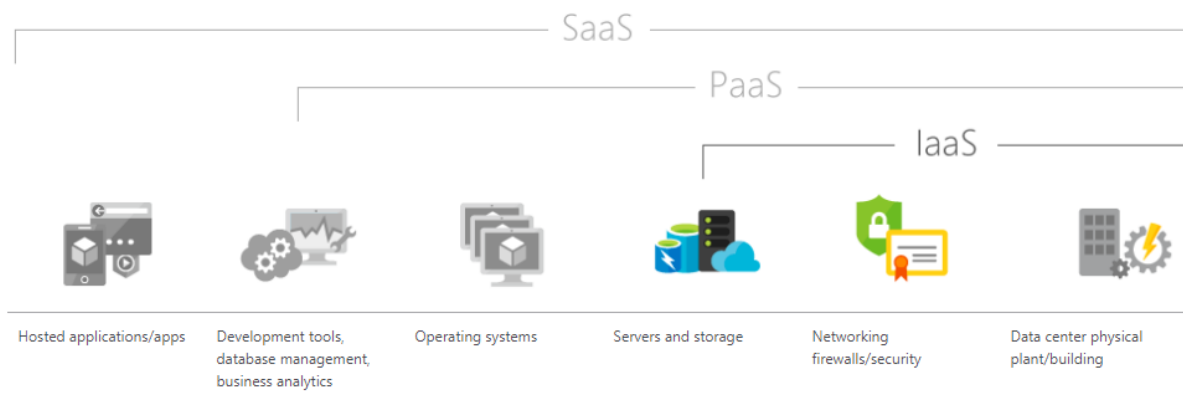 SaaS
PaaS
IaaS
Hosted applications/apps
Development tools,
database management,
business analytics
Operating systems
Servers and storage
Networking
firewalls/security
Data center physical
plant/building